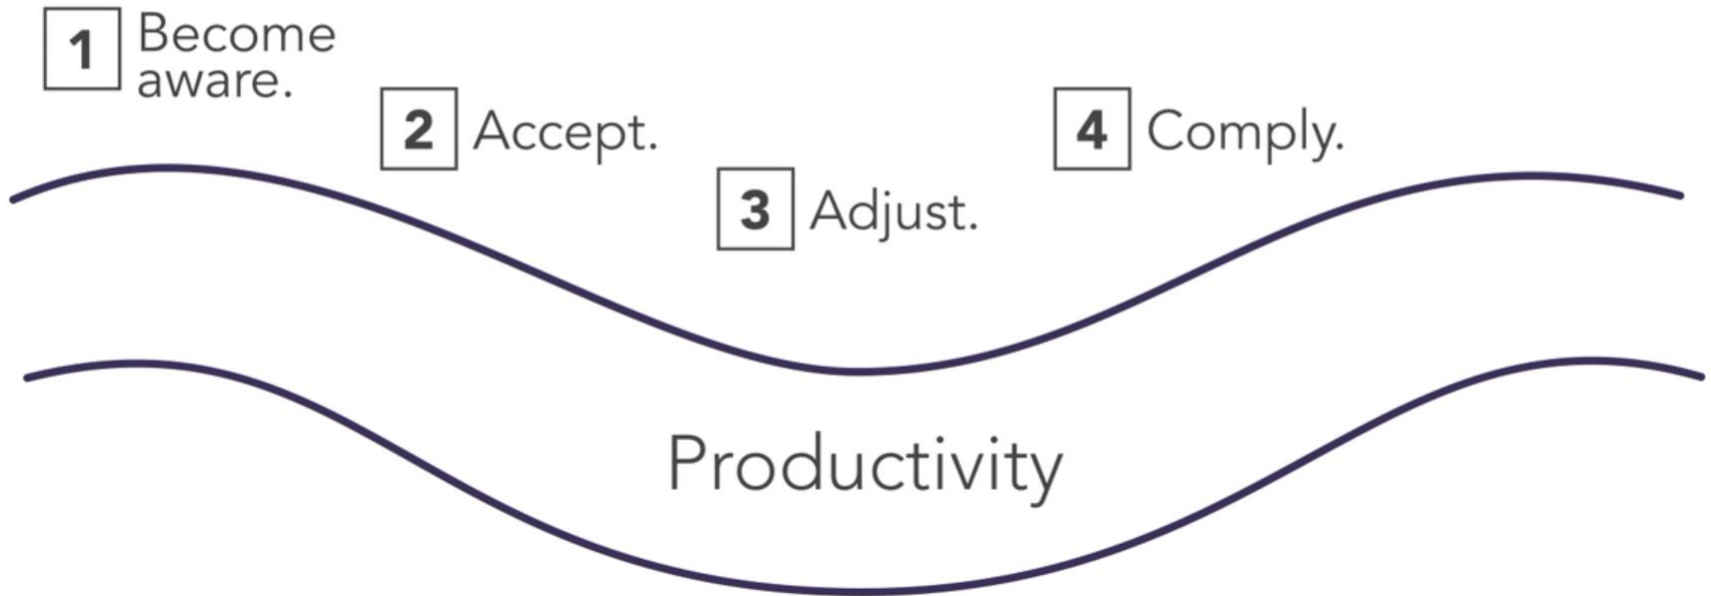 1 Become
aware.
2 Accept.
3 Adjust.
4 Comply.
Productivity